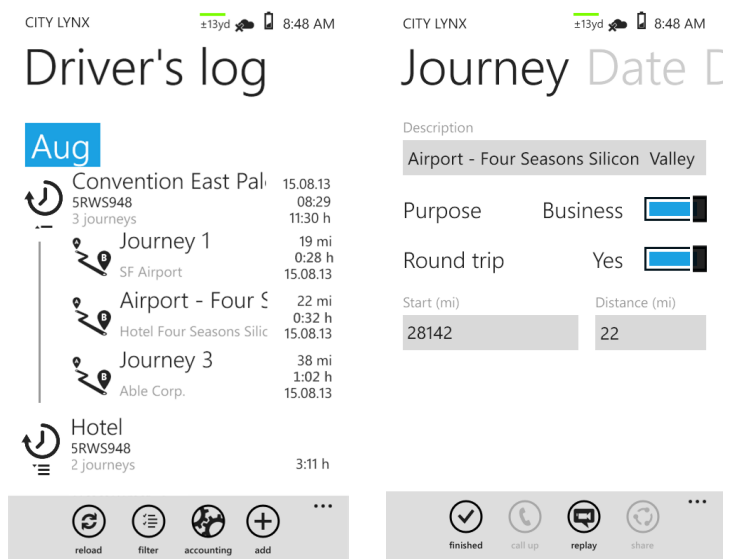 CITY LYNX
±13yd
8:48 AM
Driver's log
Aug
Convention East Pal
15.08.13
5RWS948
08:29
3 journeys
11:30 h
Journey 1
19 mi
0:28 h
SF Airport
15.08.13
Airport - Four S
22 mi
0:32 h
Hotel Four Seasons Silic
15.08.13
Journey 3
38 mi
1:02 h
Able Corp.
15.08.13
Hotel
5RWS948
2 journeys
3:11 h
...
reload
filter
accounting
add
CITY LYNX
±13yd
8:48 AM
Journey Date D
Description
Airport - Four Seasons Silicon Valley
Purpose
Business
Round trip
Yes
Start (mi)
Distance (mi)
28142
22
...
finished
call up
replay
share